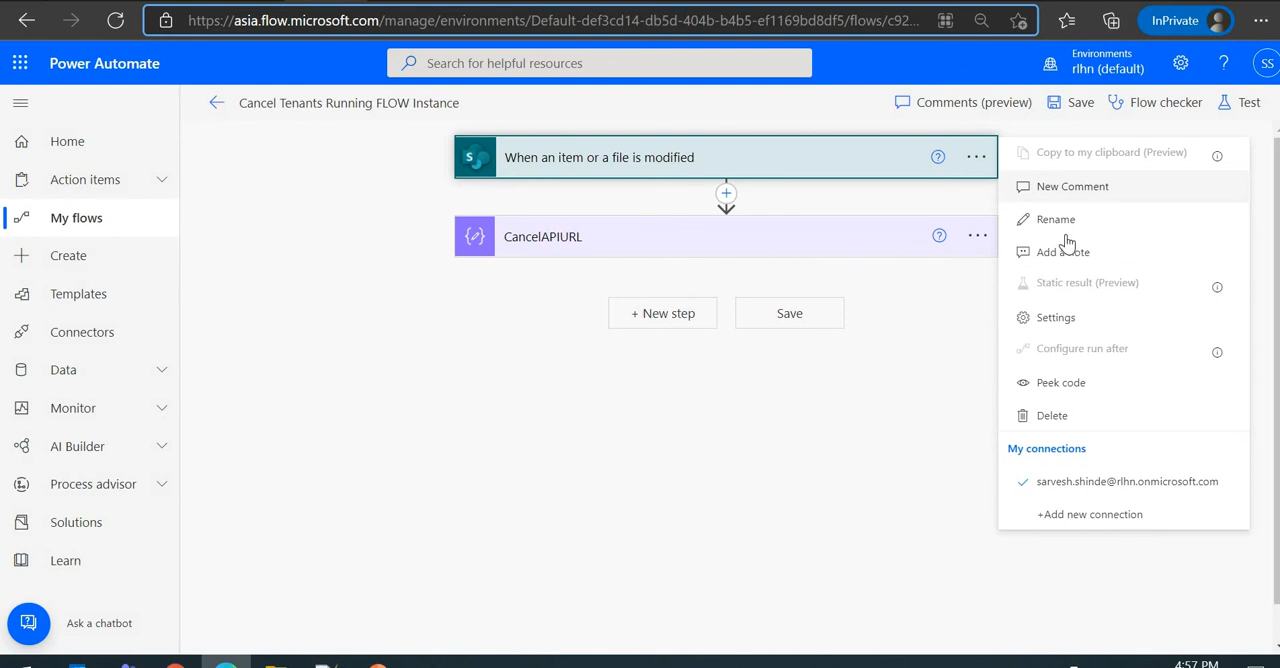 https://asia.flow.microsoft.com/manage/environments/Default-def3cd14-db5d-404b-b4b5-ef1169bd8df5/flows/c92...
InPrivate
Power Automate
Search for helpful resources
Environments
rlhn (default)
SS
Cancel Tenants Running FLOW Instance
Comments (preview)
Save
Flow checker
Test
Home
Action items
My flows
Create
Templates
Connectors
Data
Monitor
AI Builder
Process advisor
Solutions
Learn
Ask a chatbot
When an item or a file is modified
CancelAPIURL
+ New step
Save
Copy to my clipboard (Preview)
New Comment
Rename
Add a note
Static result (Preview)
Settings
Configure run after
Peek code
Delete
My connections
sarvesh.shinde@rlhn.onmicrosoft.com
+Add new connection
4:57 PM